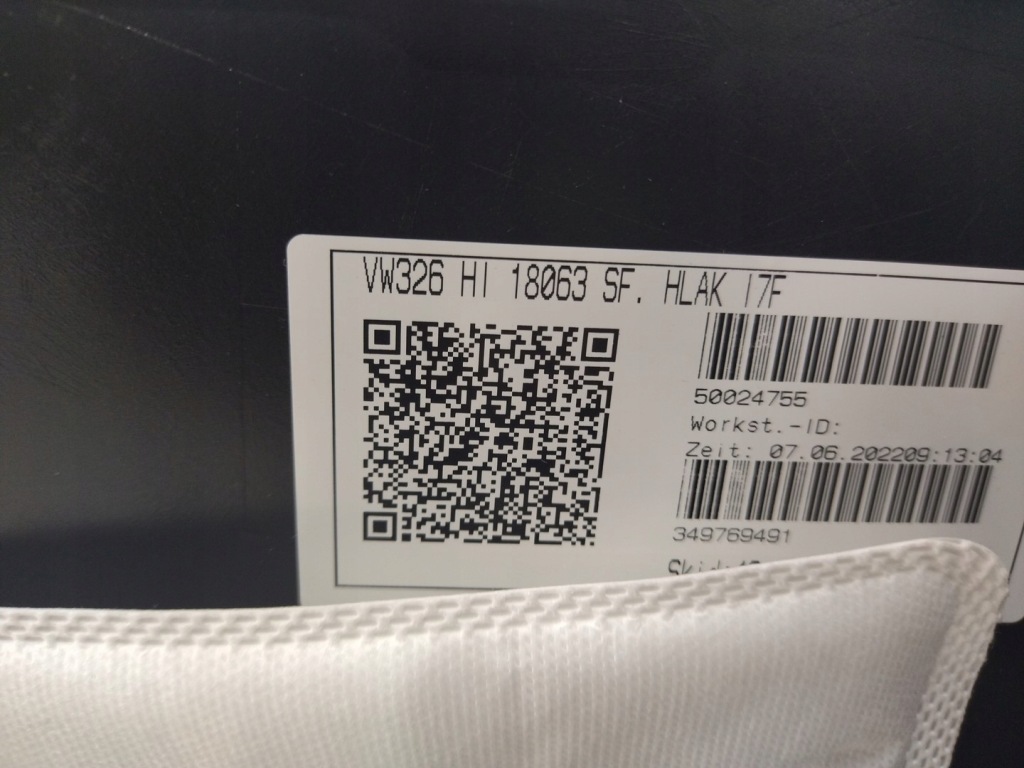 VW326 HI 18063 SF. HLAK I7F
50024755
Workst.-ID:
Zeit: 07.06.202209:13:04
349769491